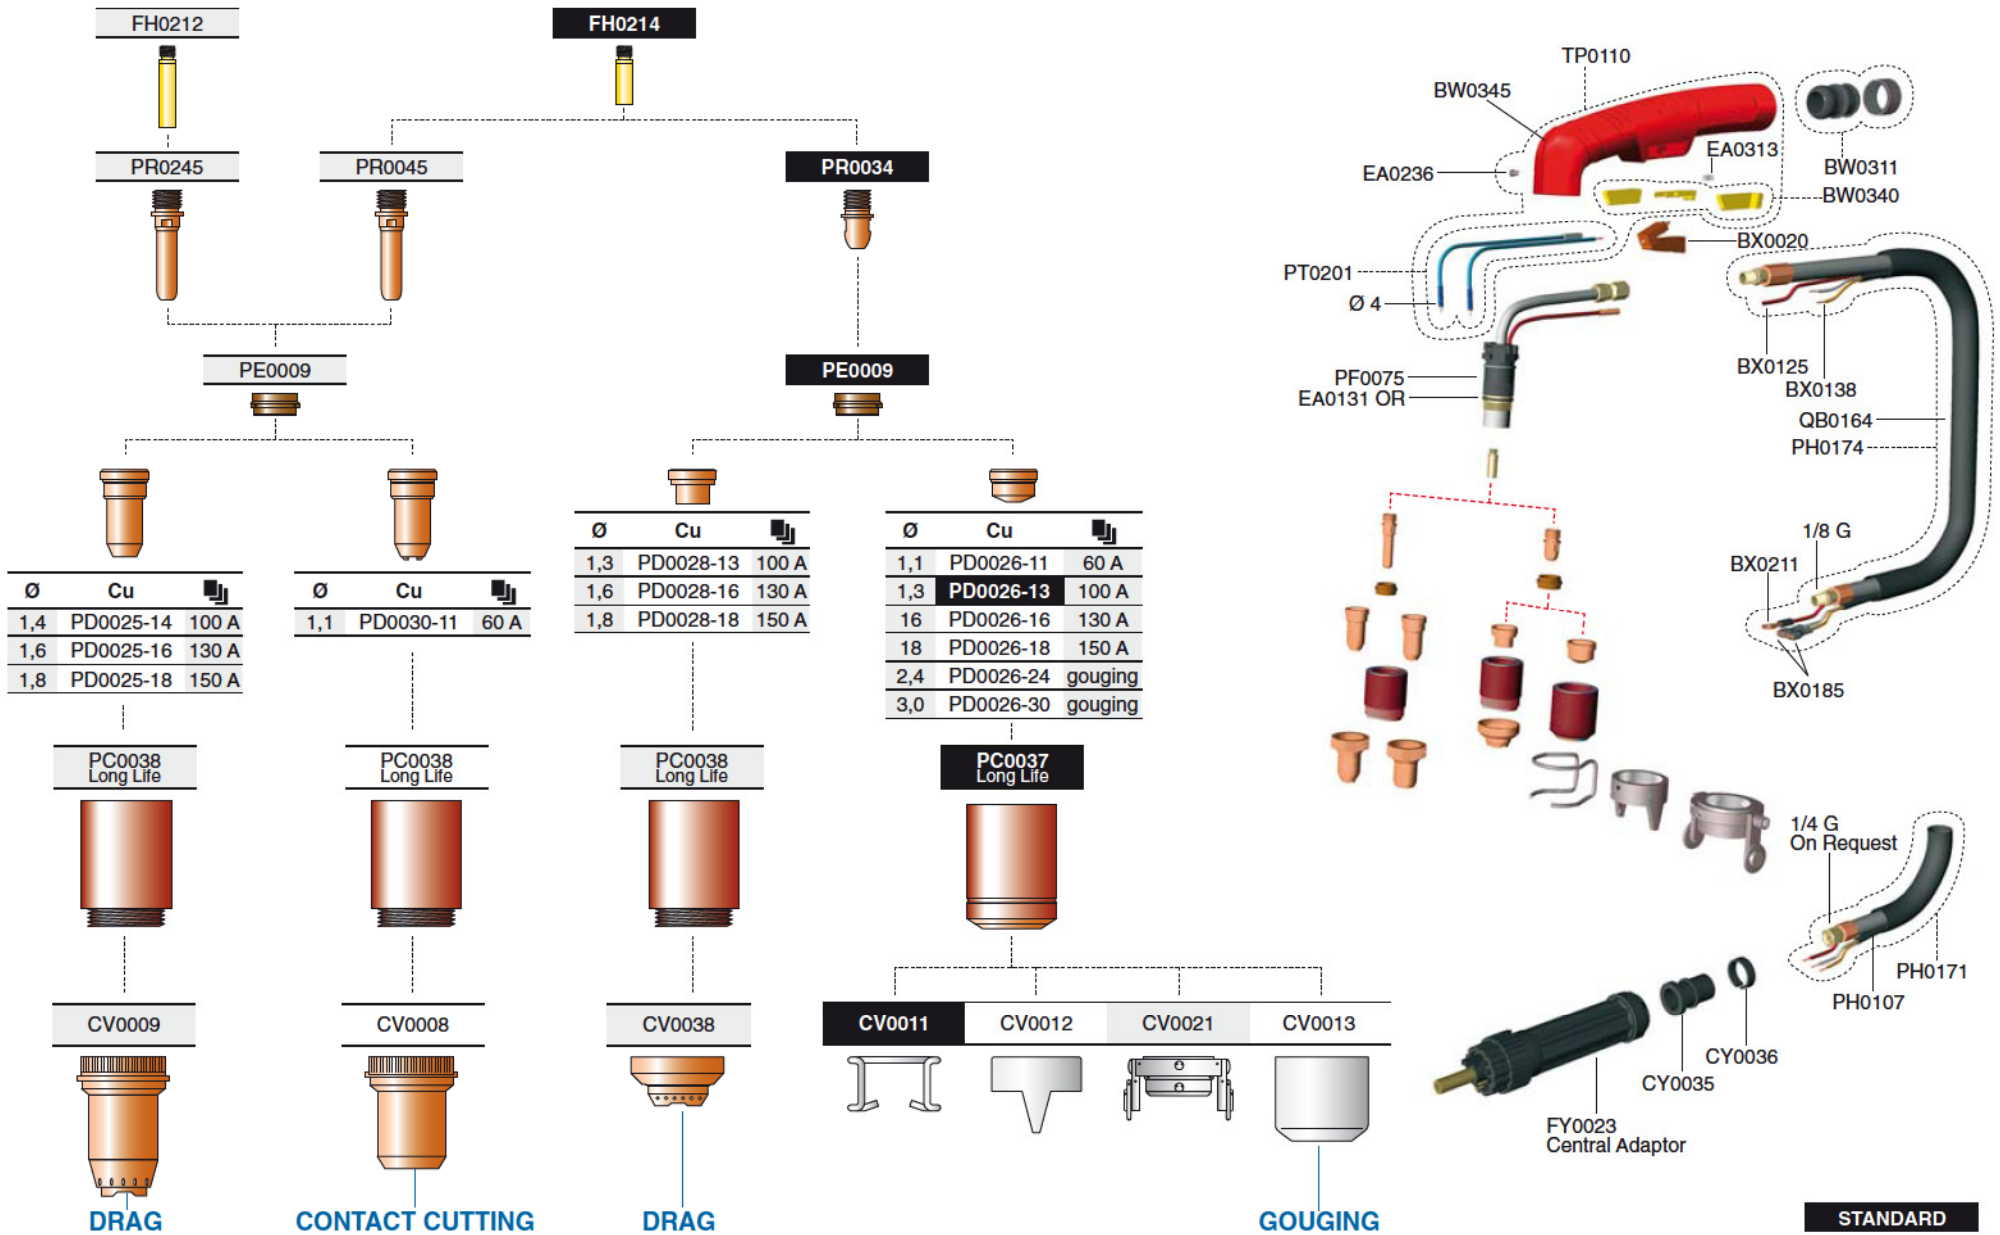 FH0212
FH0214
PR0245
PR0045
PR0034
PE0009
PE0009
Ø Cu
1,4 PD0025-14 100 A
1,6 PD0025-16 130 A
1,8 PD0025-18 150 A
Ø Cu
1,1 PD0030-11 60 A
Ø Cu
1,3 PD0028-13 100 A
1,6 PD0028-16 130 A
1,8 PD0028-18 150 A
Ø Cu
1,1 PD0026-11 60 A
1,3 PD0026-13 100 A
16 PD0026-16 130 A
18 PD0026-18 150 A
2,4 PD0026-24 gouging
3,0 PD0026-30 gouging
PC0038
Long Life
PC0038
Long Life
PC0038
Long Life
PC0037
Long Life
CV0009
CV0008
CV0038
CV0011
CV0012
CV0021
CV0013
DRAG
CONTACT CUTTING
DRAG
GOUGING
TP0110
BW0345
EA0313
EA0236
BW0311
BW0340
BX0020
PT0201
Ø 4
PF0075
EA0131 OR
BX0125
BX0138
QB0164
PH0174
1/8 G
BX0211
BX0185
1/4 G
On Request
PH0171
PH0107
CY0036
CY0035
FY0023
Central Adaptor
STANDARD